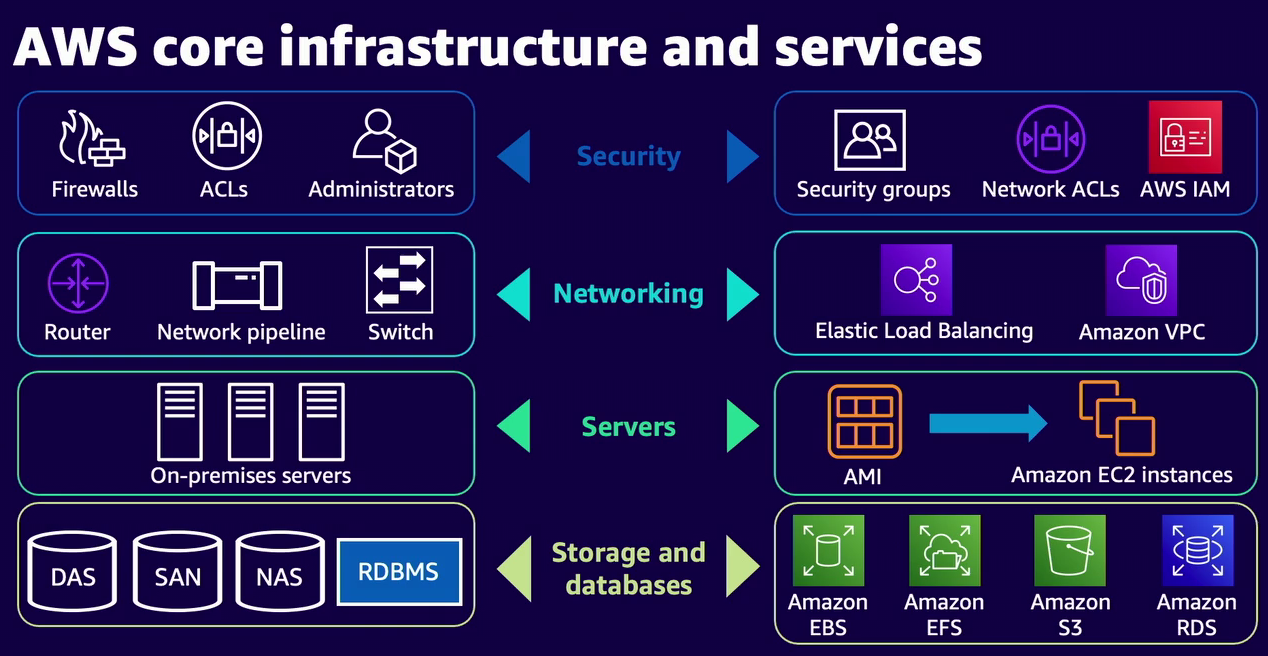 AWS core infrastructure and services
Firewalls
ACLs
Administrators
Security
Security groups
Network ACLs
AWS IAM
Router
Network pipeline
Switch
Networking
Elastic Load Balancing
Amazon VPC
On-premises servers
Servers
AMI
Amazon EC2 instances
DAS
SAN
NAS
RDBMS
Storage and
databases
Amazon
EBS
Amazon
EFS
Amazon
S3
Amazon
RDS